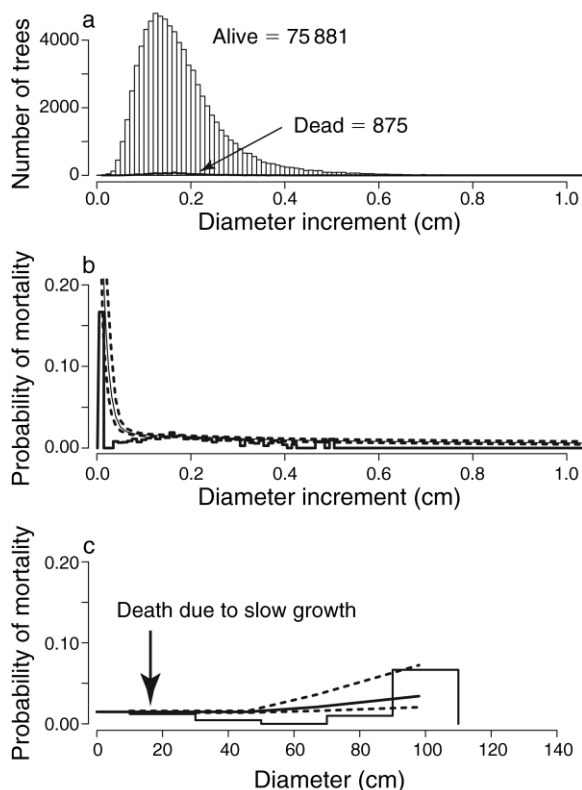 a
Number of trees
4000
2000
0
Alive = 75 881
Dead = 875
0.0 0.2 0.4 0.6 0.8 1.0
Diameter increment (cm)
b
Probability of mortality
0.20
0.10
0.00
0.0 0.2 0.4 0.6 0.8 1.0
Diameter increment (cm)
c
Probability of mortality
0.20
0.10
0.00
Death due to slow growth
0 20 40 60 80 100 120 140
Diameter (cm)